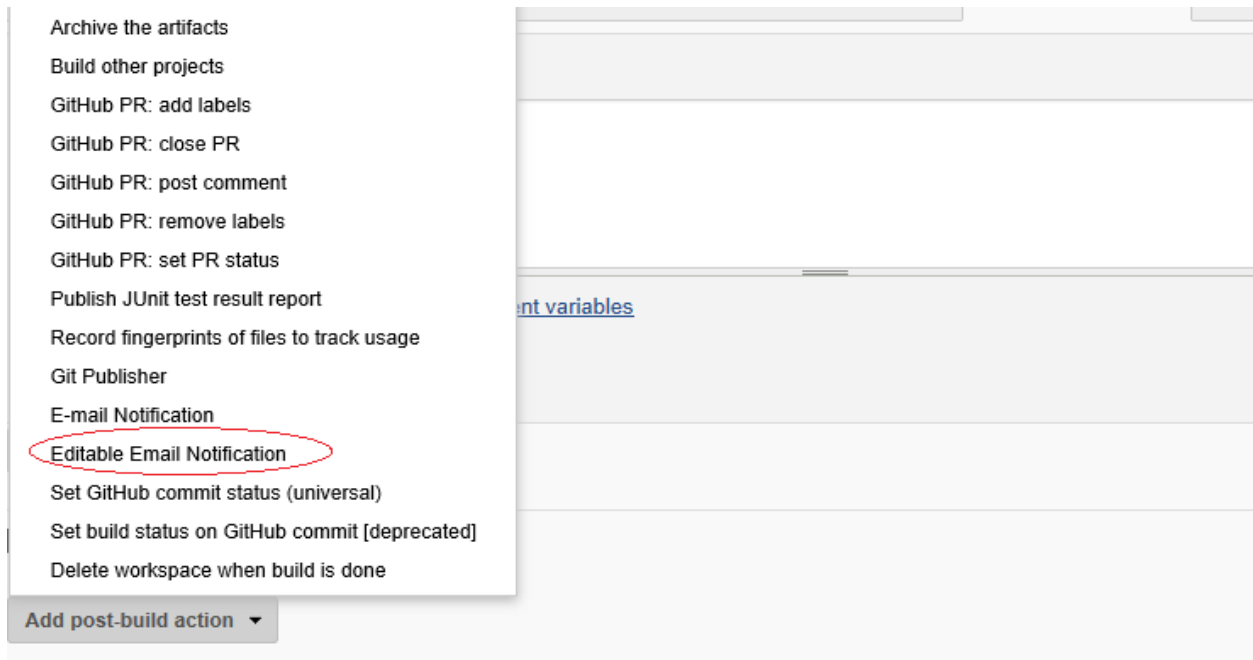 Archive the artifacts
Build other projects
GitHub PR: add labels
GitHub PR: close PR
GitHub PR: post comment
GitHub PR: remove labels
GitHub PR: set PR status
Publish JUnit test result report
nt variables
Record fingerprints of files to track usage
Git Publisher
E-mail Notification
Editable Email Notification
Set GitHub commit status (universal)
Set build status on GitHub commit [deprecated]
Delete workspace when build is done
Add post-build action